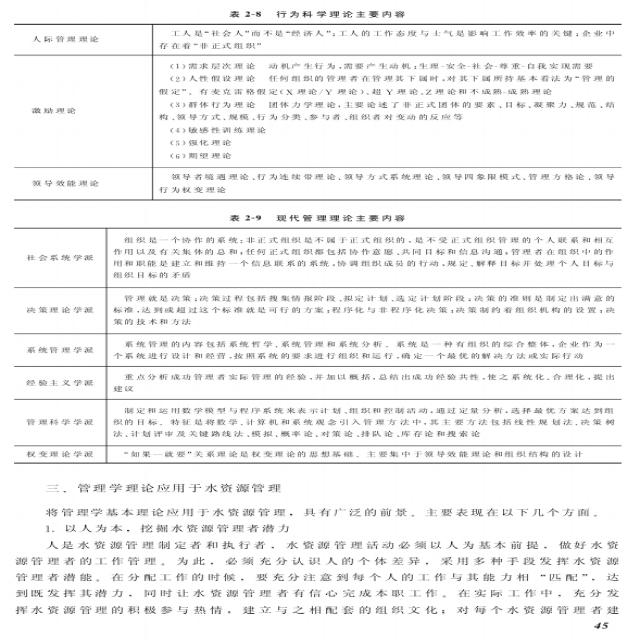 表 2-8 行为科学理论主要内容
人际管理理论
工人是“社会人”而不是“经济人”;工人的工作态度与士气是影响工作效率的关键;企业中
存在着“非正式组织”
激励理论
(1)需求层次理论 动机产生行为,需要产生动机;生理-安全-社会-尊重-自我实现需要
(2)人性假设理论 任何组织的管理者在管理其下属时,对其下属所持基本看法为“管理的
假定”。有麦克雷格假定(X理论/Y理论)、超Y理论、Z理论和不成熟-成熟理论
(3)群体行为理论 团体力学理论,主要论述了非正式团体的要素、目标、凝聚力、规范、结
构、领导方式、规模、行为分类、参与者、组织者对变动的反应等
(4)敏感性训练理论
(5)强化理论
(6)期望理论
领导效能理论
领导者境遇理论、行为连续带理论、领导方式系统理论、领导四象限模式、管理方格论、领导
行为权变理论
表 2-9 现代管理理论主要内容
社会系统学派
组织是一个协作的系统;非正式组织是不属于正式组织的,是不受正式组织管理的个人联系和相互
作用以及有关集体的总和,任何正式组织都包括协作意愿、共同目标和信息沟通;管理者在组织中的作
用和职能是建立和维持一个信息联系的系统,协调组织成员的行动,规定、解释目标并处理个人目标与
组织目标的矛盾
决策理论学派
管理就是决策;决策过程包括搜集情报阶段、拟定计划、选定计划阶段;决策的准则是制定出满意的
标准,达到或超过这个标准就是可行的方案;程序化与非程序化决策;决策制约着组织机构的设置;决
策的技术和方法
系统管理学派
系统管理的内容包括系统哲学、系统管理和系统分析。系统是一种有组织的综合整体,企业作为一
个系统进行设计和经营,按照系统的要求进行组织和运行,确定一个最优的解决方法或实际行动
经验主义学派
重点分析成功管理者实际管理的经验,并加以概括,总结出成功经验共性,使之系统化、合理化,提出
建议
管理科学学派
制定和运用数学模型与程序系统来表示计划、组织和控制活动,通过定量分析,选择最优方案达到组
织的目标。特征是将数学、计算机和系统观念引入管理方法中,其主要方法包括线性规划法、决策树
法、计划评审及关键路线法、模拟、概率论、对策论、排队论、库存论和搜索论
权变理论学派
“如果一就要”关系理论是权变理论的思想基础。主要集中于领导效能理论和组织结构的设计
三、管理学理论应用于水资源管理
将管理学基本理论应用于水资源管理,具有广泛的前景。主要表现在以下几个方面。
1. 以人为本,挖掘水资源管理者潜力
人是水资源管理制定者和执行者,水资源管理活动必须以人为基本前提,做好水资
源管理者的工作管理。为此,必须充分认识人的个体差异,采用多种手段发挥水资源
管理者潜能。在分配工作的时候,要充分注意到每个人的工作与其能力相“匹配”,达
到既发挥其潜力,同时让水资源管理者有信心完成本职工作。在实际工作中,充分发
挥水资源管理的积极参与热情,建立与之相配套的组织文化;对每个水资源管理者建
45